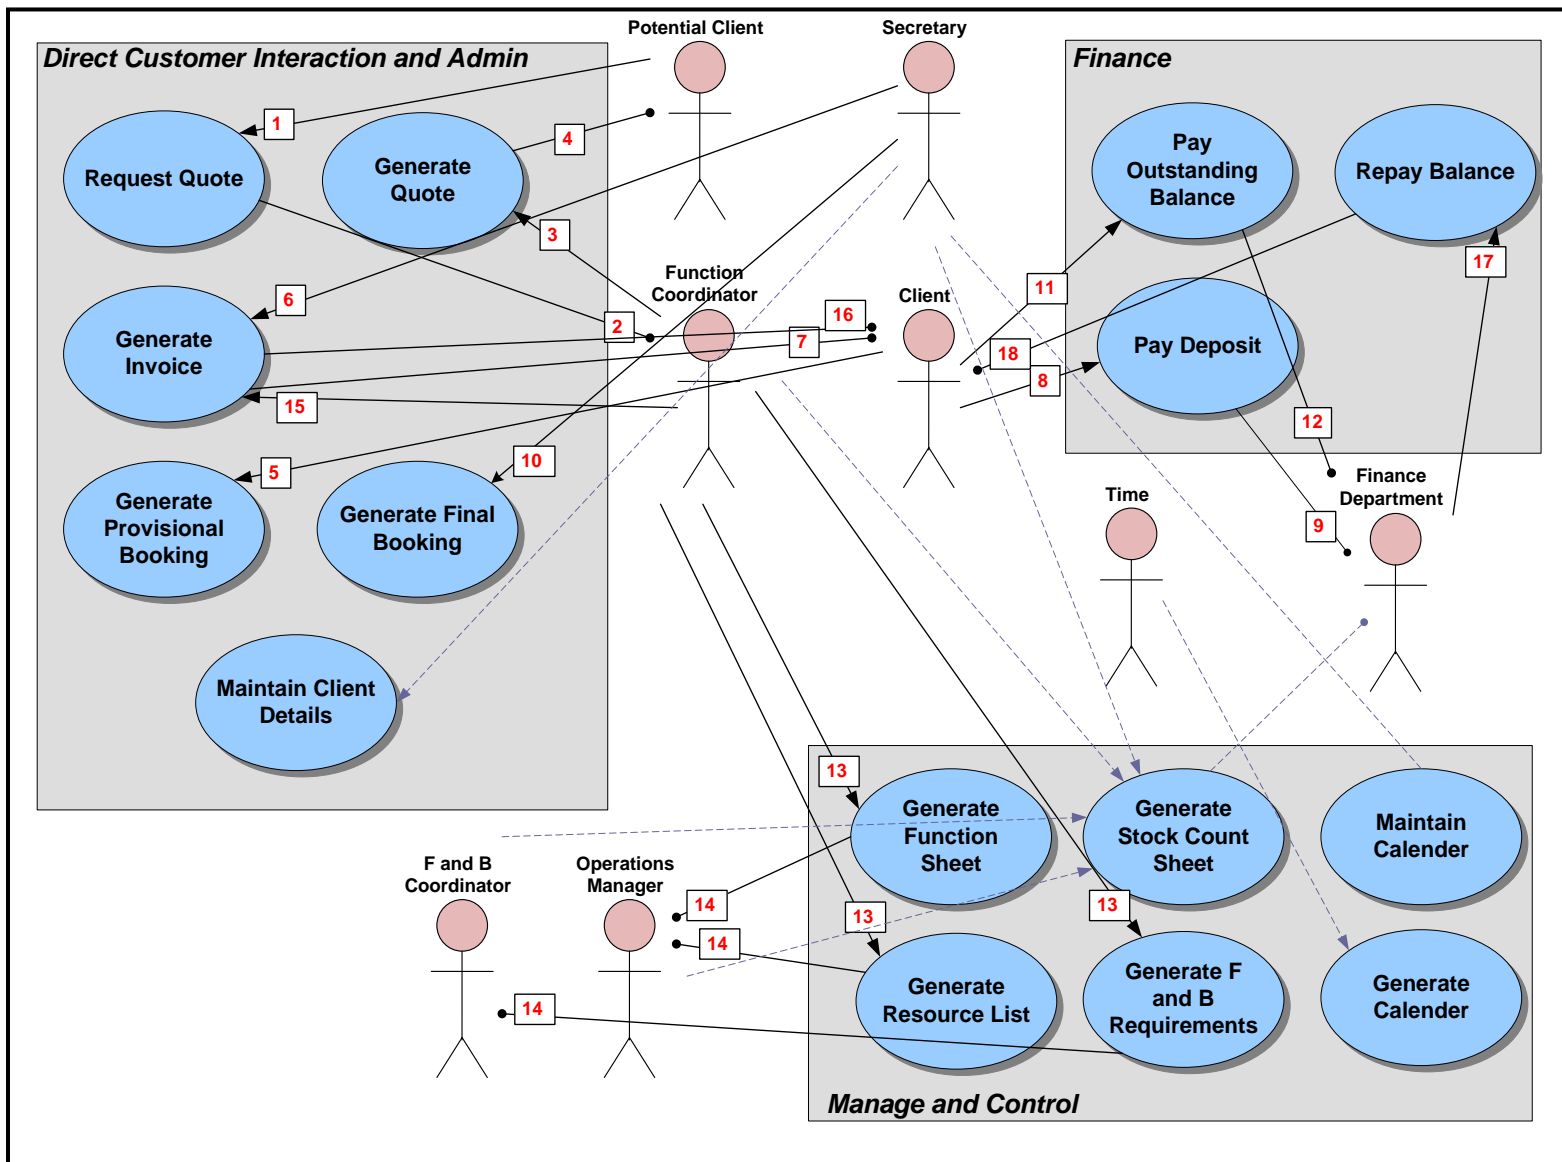 Potential Client
Secretary
Direct Customer Interaction and Admin
Finance
1
4
Request Quote
Generate
Quote
Pay
Outstanding
Balance
Repay Balance
3
11
17
Function
Coordinator
Client
6
2
16
7
18
8
Generate
Invoice
Pay Deposit
15
12
5
10
9
Generate
Provisional
Booking
Generate Final
Booking
Time
Finance
Department
Maintain Client
Details
13
Generate
Function
Sheet
Generate
Stock Count
Sheet
Maintain
Calender
F and B
Coordinator
Operations
Manager
14
13
13
14
14
Generate
Resource List
Generate F
and B
Requirements
Generate
Calender
Manage and Control